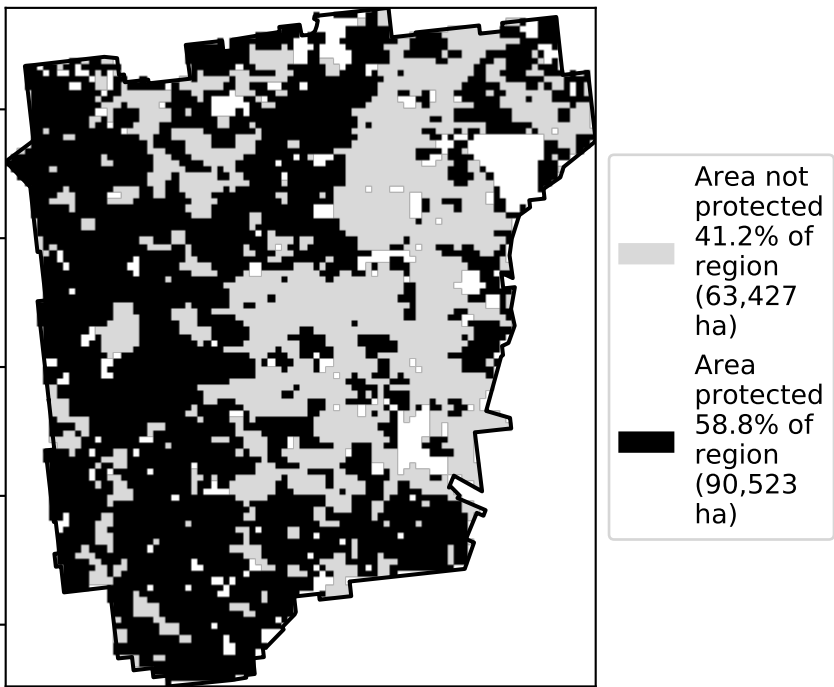 Area not
protected
41.2% of
region
(63,427
ha)
Area
protected
58.8% of
region
(90,523
ha)